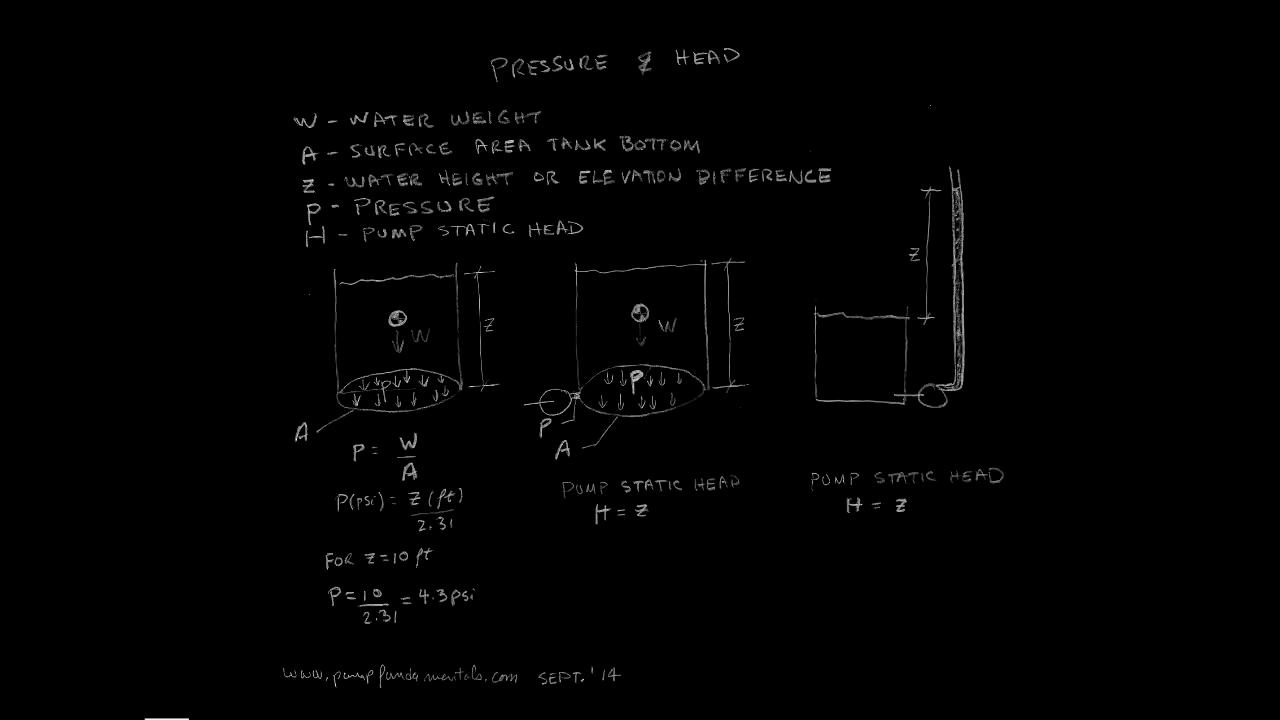 PRESSURE & HEAD
W - WATER WEIGHT
A - SURFACE AREA TANK BOTTOM
Z - WATER HEIGHT OR ELEVATION DIFFERENCE
P - PRESSURE
H - PUMP STATIC HEAD
W
Z
P
A
P = W/A
P(psi) = Z (ft)/2.31
FOR Z=10 ft
P = 10/2.31 = 4.3 psi
W
Z
P
P
A
PUMP STATIC HEAD
H = Z
Z
PUMP STATIC HEAD
H = Z
www.pumpfundamentals.com SEPT. '14